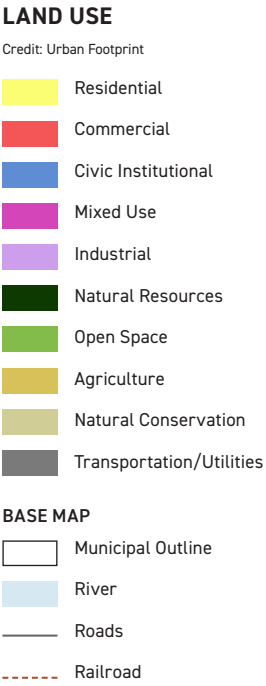 LAND USE
Credit: Urban Footprint
Residential
Commercial
Civic Institutional
Mixed Use
Industrial
Natural Resources
Open Space
Agriculture
Natural Conservation
Transportation/Utilities
BASE MAP
Municipal Outline
River
Roads
Railroad